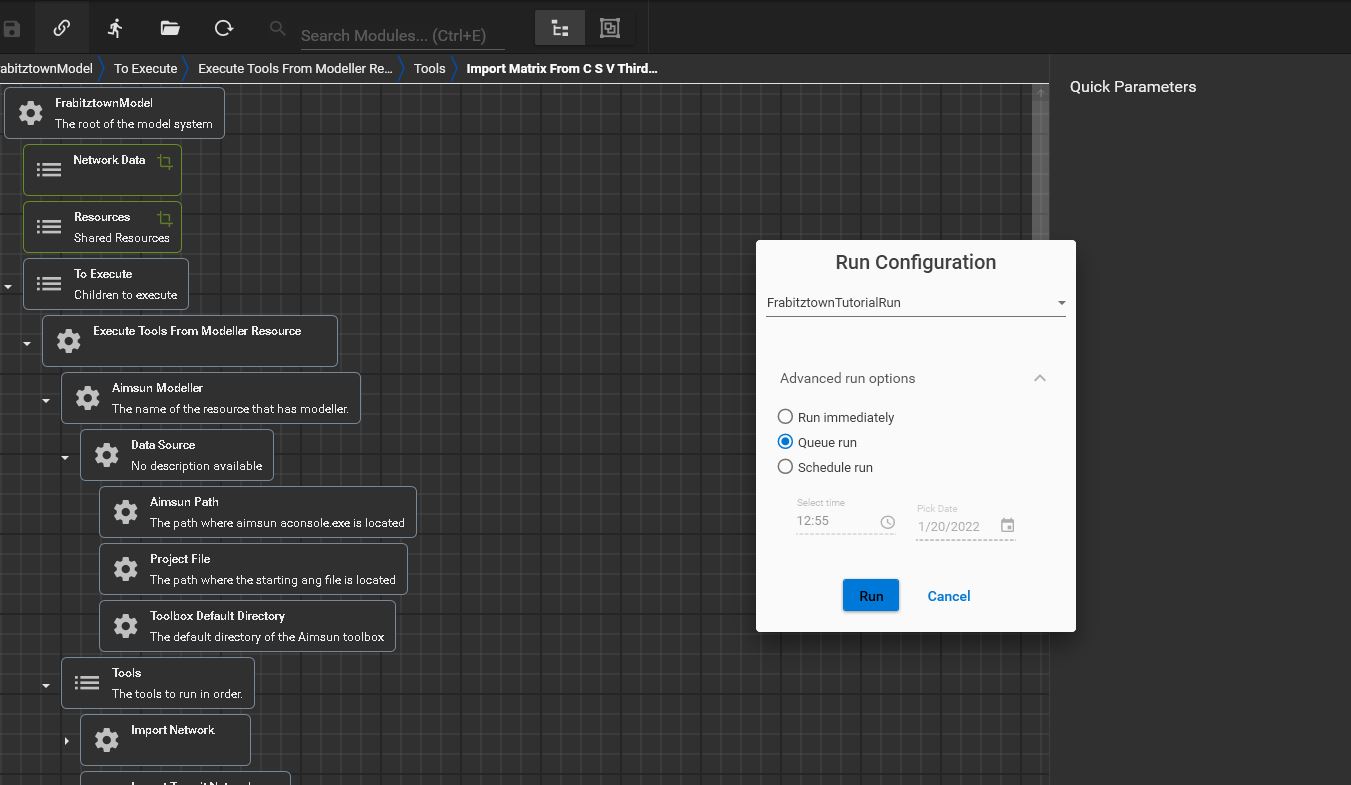 Search Modules... (Ctrl+E)
abitztownModel
To Execute
Execute Tools From Modeller Re...
Tools
Import Matrix From C S V Third...
Quick Parameters
FrabitztownModel
The root of the model system
Network Data
Resources
Shared Resources
To Execute
Children to execute
Execute Tools From Modeller Resource
Aimsun Modeller
The name of the resource that has modeller.
Data Source
No description available
Aimsun Path
The path where aimsun aconsole.exe is located
Project File
The path where the starting ang file is located
Toolbox Default Directory
The default directory of the Aimsun toolbox
Tools
The tools to run in order.
Import Network
Run Configuration
FrabitztownTutorialRun
Advanced run options
Run immediately
Queue run
Schedule run
Select time
12:55
Pick Date
1/20/2022
Run
Cancel